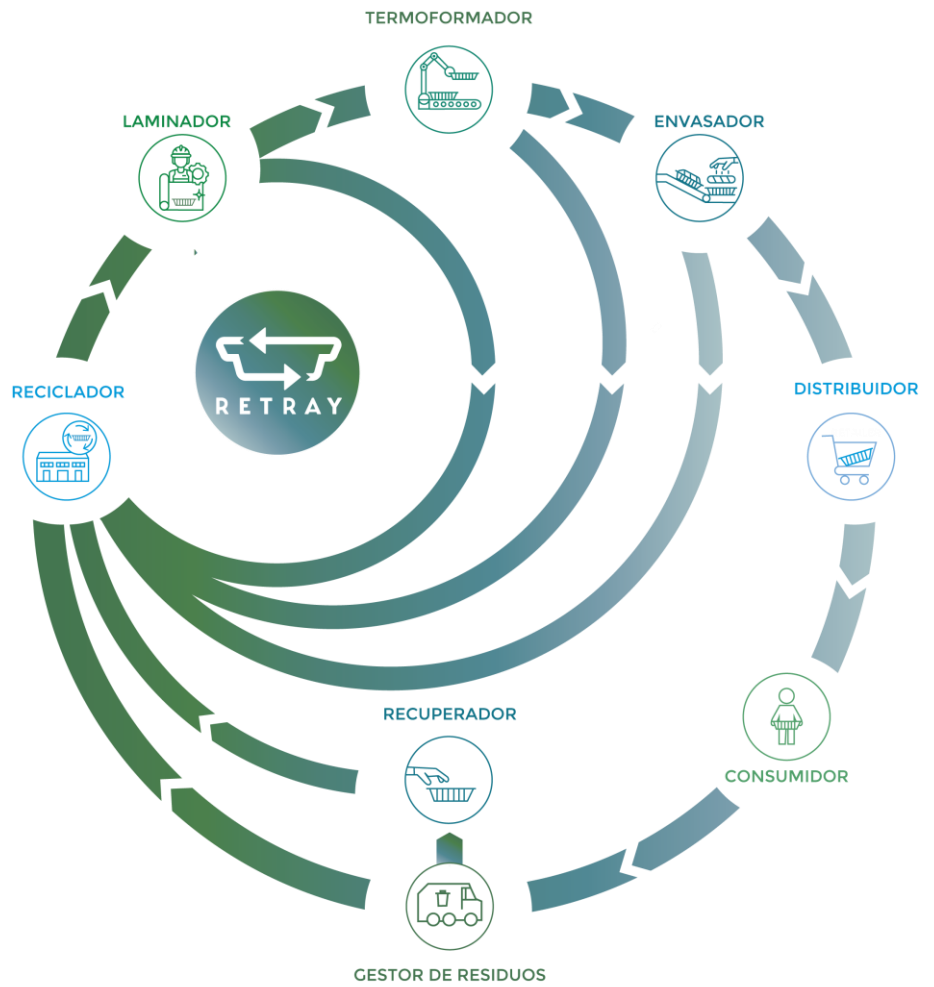 TERMOFORMADOR
LAMINADOR
ENVASADOR
RETRAY
RECICLADOR
DISTRIBUIDOR
RECUPERADOR
CONSUMIDOR
GESTOR DE RESIDUOS